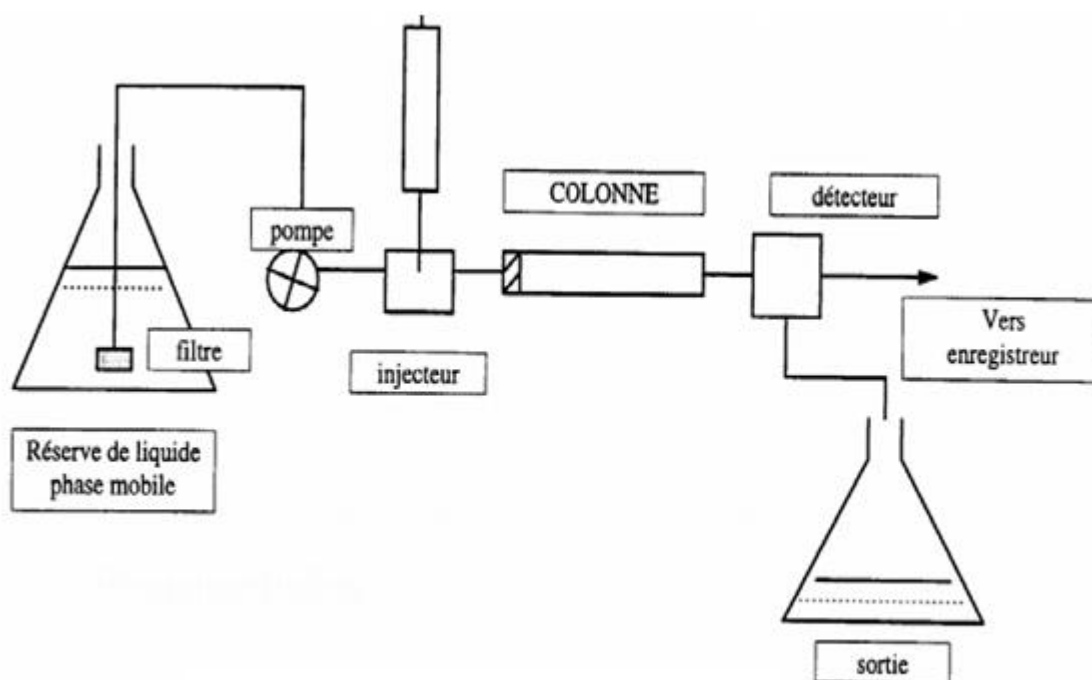 COLONNE
détecteur
pompe
filtre
injecteur
Vers
enregistreur
Réserve de liquide
phase mobile
sortie